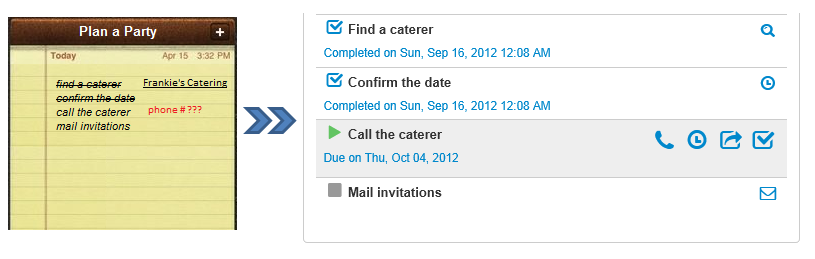 Plan a Party +
Today Apr 15 3:32 PM
find a caterer Frankie's Catering
confirm the date
call the caterer phone # ???
mail invitations
Find a caterer
Completed on Sun, Sep 16, 2012 12:08 AM
Confirm the date
Completed on Sun, Sep 16, 2012 12:08 AM
Call the caterer
Due on Thu, Oct 04, 2012
Mail invitations